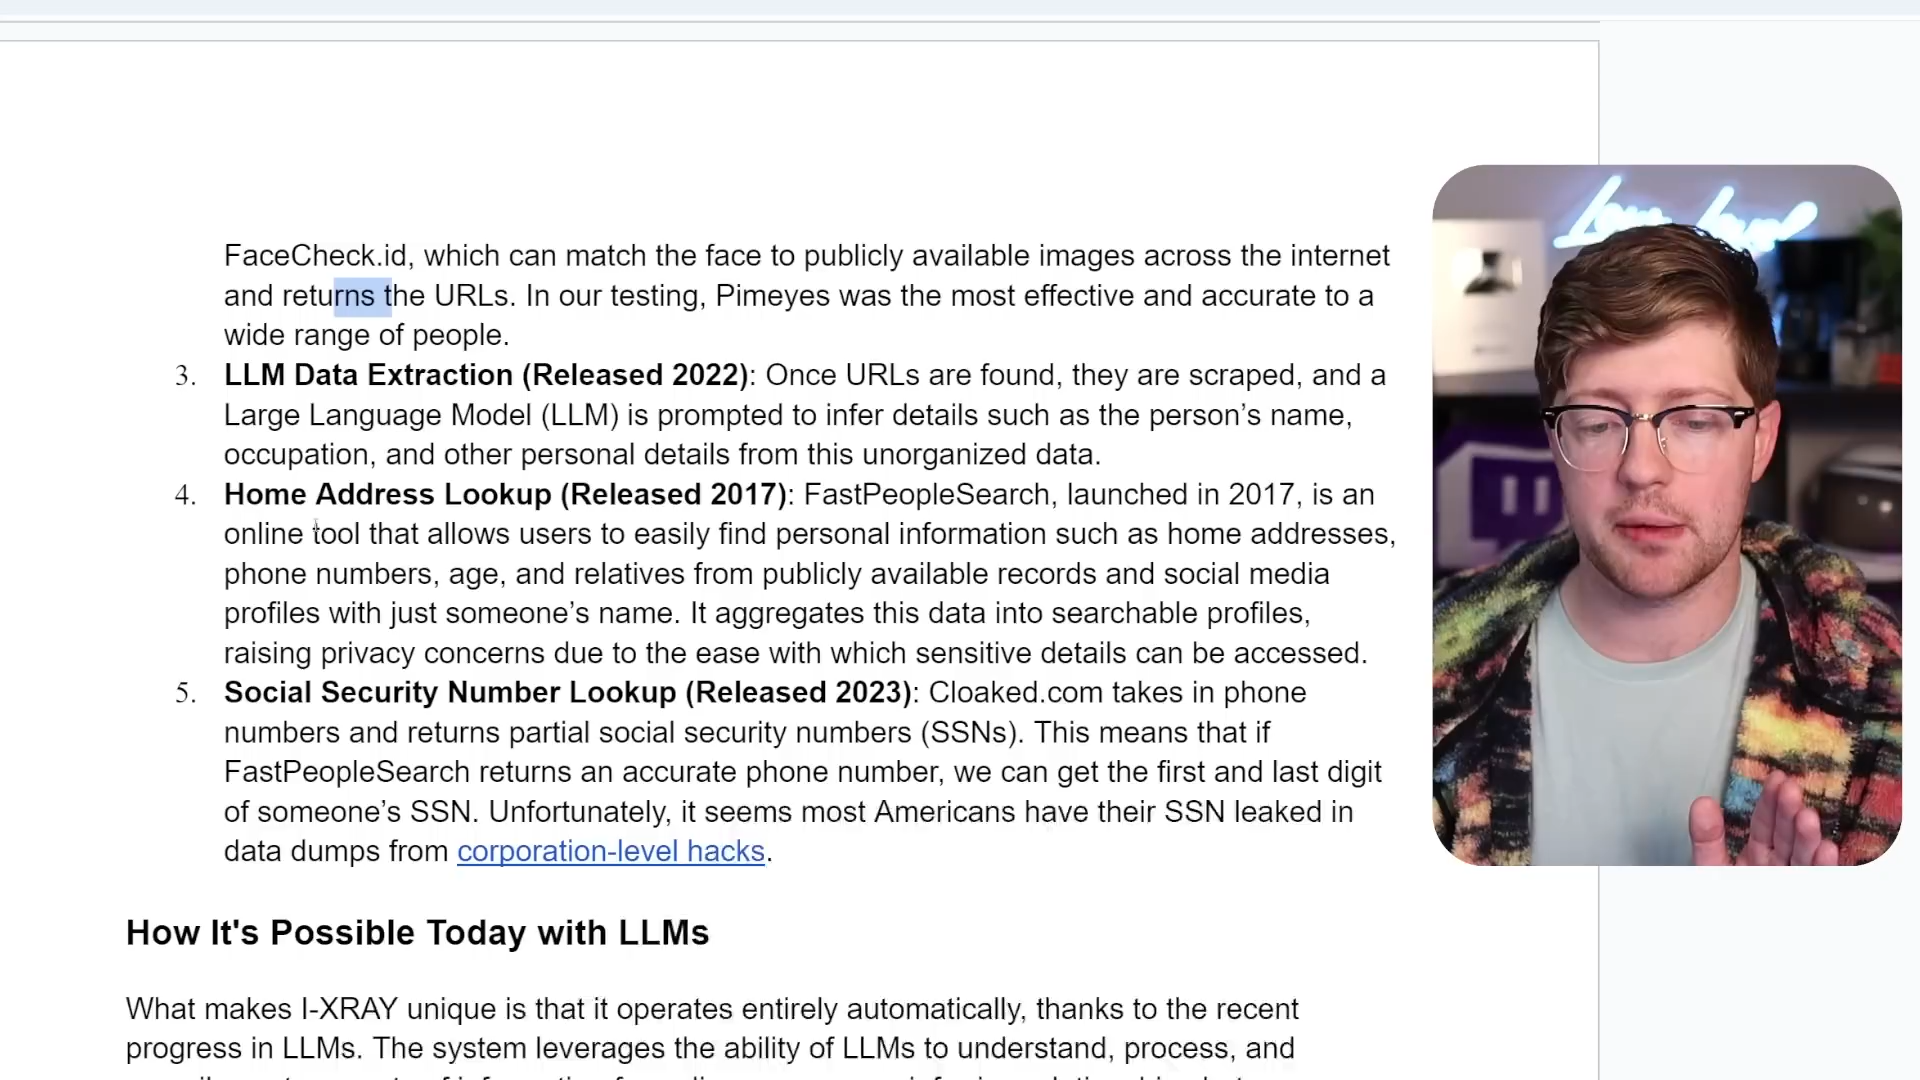 FaceCheck.id, which can match the face to publicly available images across the internet
and returns the URLs. In our testing, Pimeyes was the most effective and accurate to a
wide range of people.
3. LLM Data Extraction (Released 2022): Once URLs are found, they are scraped, and a
Large Language Model (LLM) is prompted to infer details such as the person’s name,
occupation, and other personal details from this unorganized data.
4. Home Address Lookup (Released 2017): FastPeopleSearch, launched in 2017, is an
online tool that allows users to easily find personal information such as home addresses,
phone numbers, age, and relatives from publicly available records and social media
profiles with just someone’s name. It aggregates this data into searchable profiles,
raising privacy concerns due to the ease with which sensitive details can be accessed.
5. Social Security Number Lookup (Released 2023): Cloaked.com takes in phone
numbers and returns partial social security numbers (SSNs). This means that if
FastPeopleSearch returns an accurate phone number, we can get the first and last digit
of someone’s SSN. Unfortunately, it seems most Americans have their SSN leaked in
data dumps from corporation-level hacks.
How It's Possible Today with LLMs
What makes I-XRAY unique is that it operates entirely automatically, thanks to the recent
progress in LLMs. The system leverages the ability of LLMs to understand, process, and
Low Level